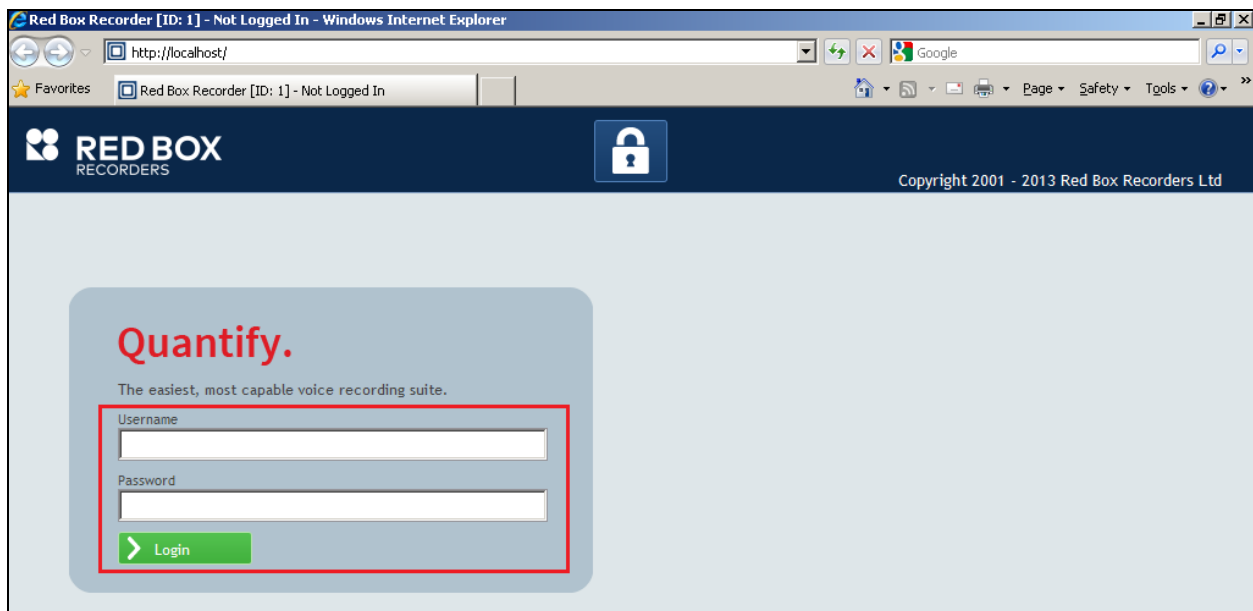 Red Box Recorder [ID: 1] - Not Logged In - Windows Internet Explorer
http://localhost/
Google
Favorites
Red Box Recorder [ID: 1] - Not Logged In
Page
Safety
Tools
RED BOX
RECORDERS
Copyright 2001 - 2013 Red Box Recorders Ltd
Quantify.
The easiest, most capable voice recording suite.
Username
Password
Login